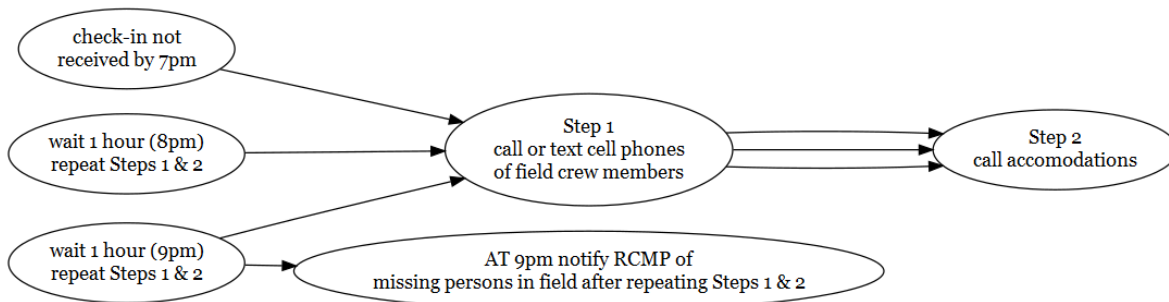 check-in not
received by 7pm
wait 1 hour (8pm)
repeat Steps 1 & 2
wait 1 hour (9pm)
repeat Steps 1 & 2
Step 1
call or text cell phones
of field crew members
AT 9pm notify RCMP of
missing persons in field after repeating Steps 1 & 2
Step 2
call accomodations